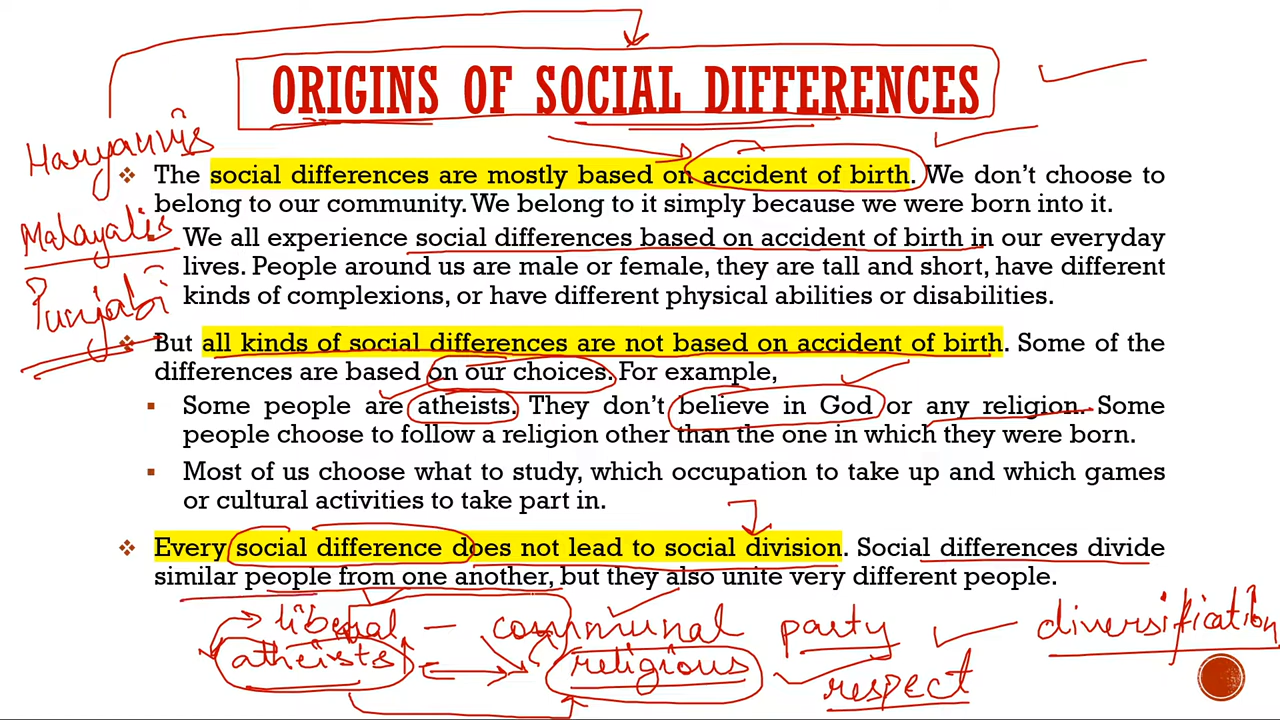 ORIGINS OF SOCIAL DIFFERENCES
Haryanvis
Malayalis
Punjabi
❖ The social differences are mostly based on accident of birth. We don't choose to
belong to our community. We belong to it simply because we were born into it.
We all experience social differences based on accident of birth in our everyday
lives. People around us are male or female, they are tall and short, have different
kinds of complexions, or have different physical abilities or disabilities.
❖ But all kinds of social differences are not based on accident of birth. Some of the
differences are based on our choices. For example,
▪ Some people are atheists. They don't believe in God or any religion. Some
people choose to follow a religion other than the one in which they were born.
▪ Most of us choose what to study, which occupation to take up and which games
or cultural activities to take part in.
❖ Every social difference does not lead to social division. Social differences divide
similar people from one another, but they also unite very different people.
liberal — communal party diversification
atheists religious respect